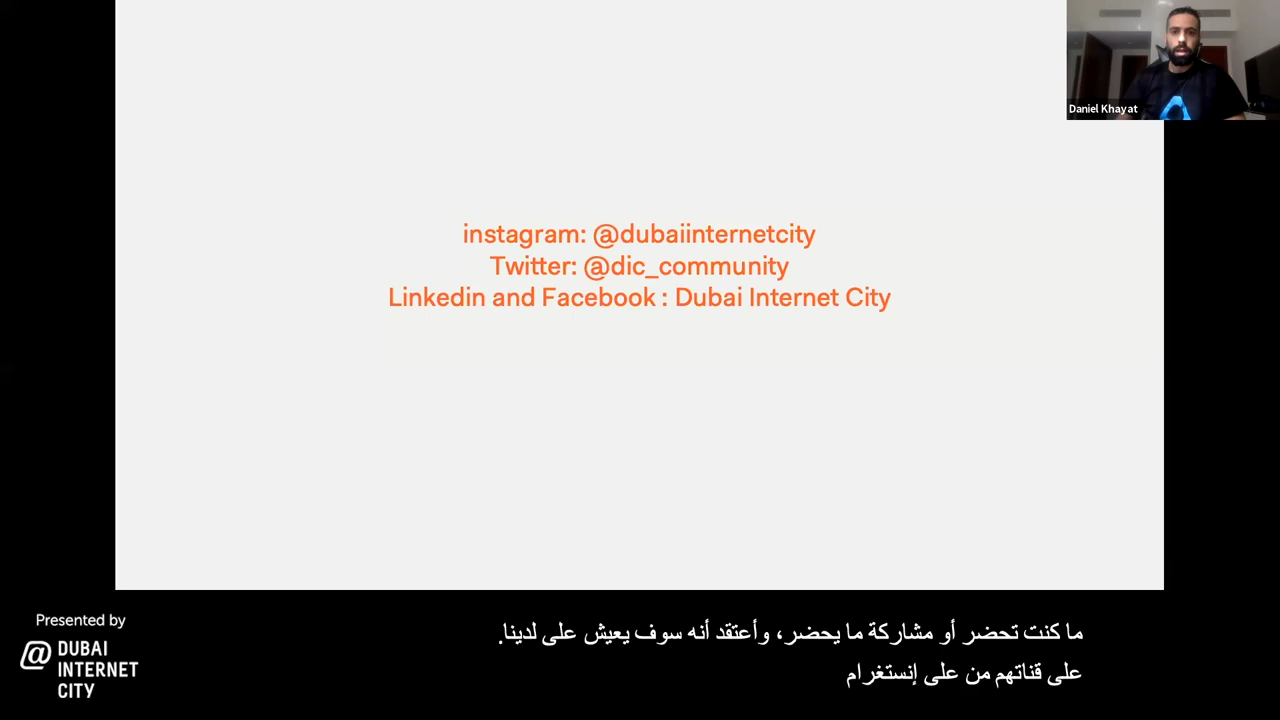 Daniel Khayat
instagram: @dubaiinternetcity
Twitter: @dic_community
Linkedin and Facebook : Dubai Internet City
Presented by
@ DUBAI
INTERNET
CITY
ما كنت تحضر أو مشاركة ما يحضر، وأعتقد أنه سوف يعيش على لدينا.
على قناتهم من على إنستغرام